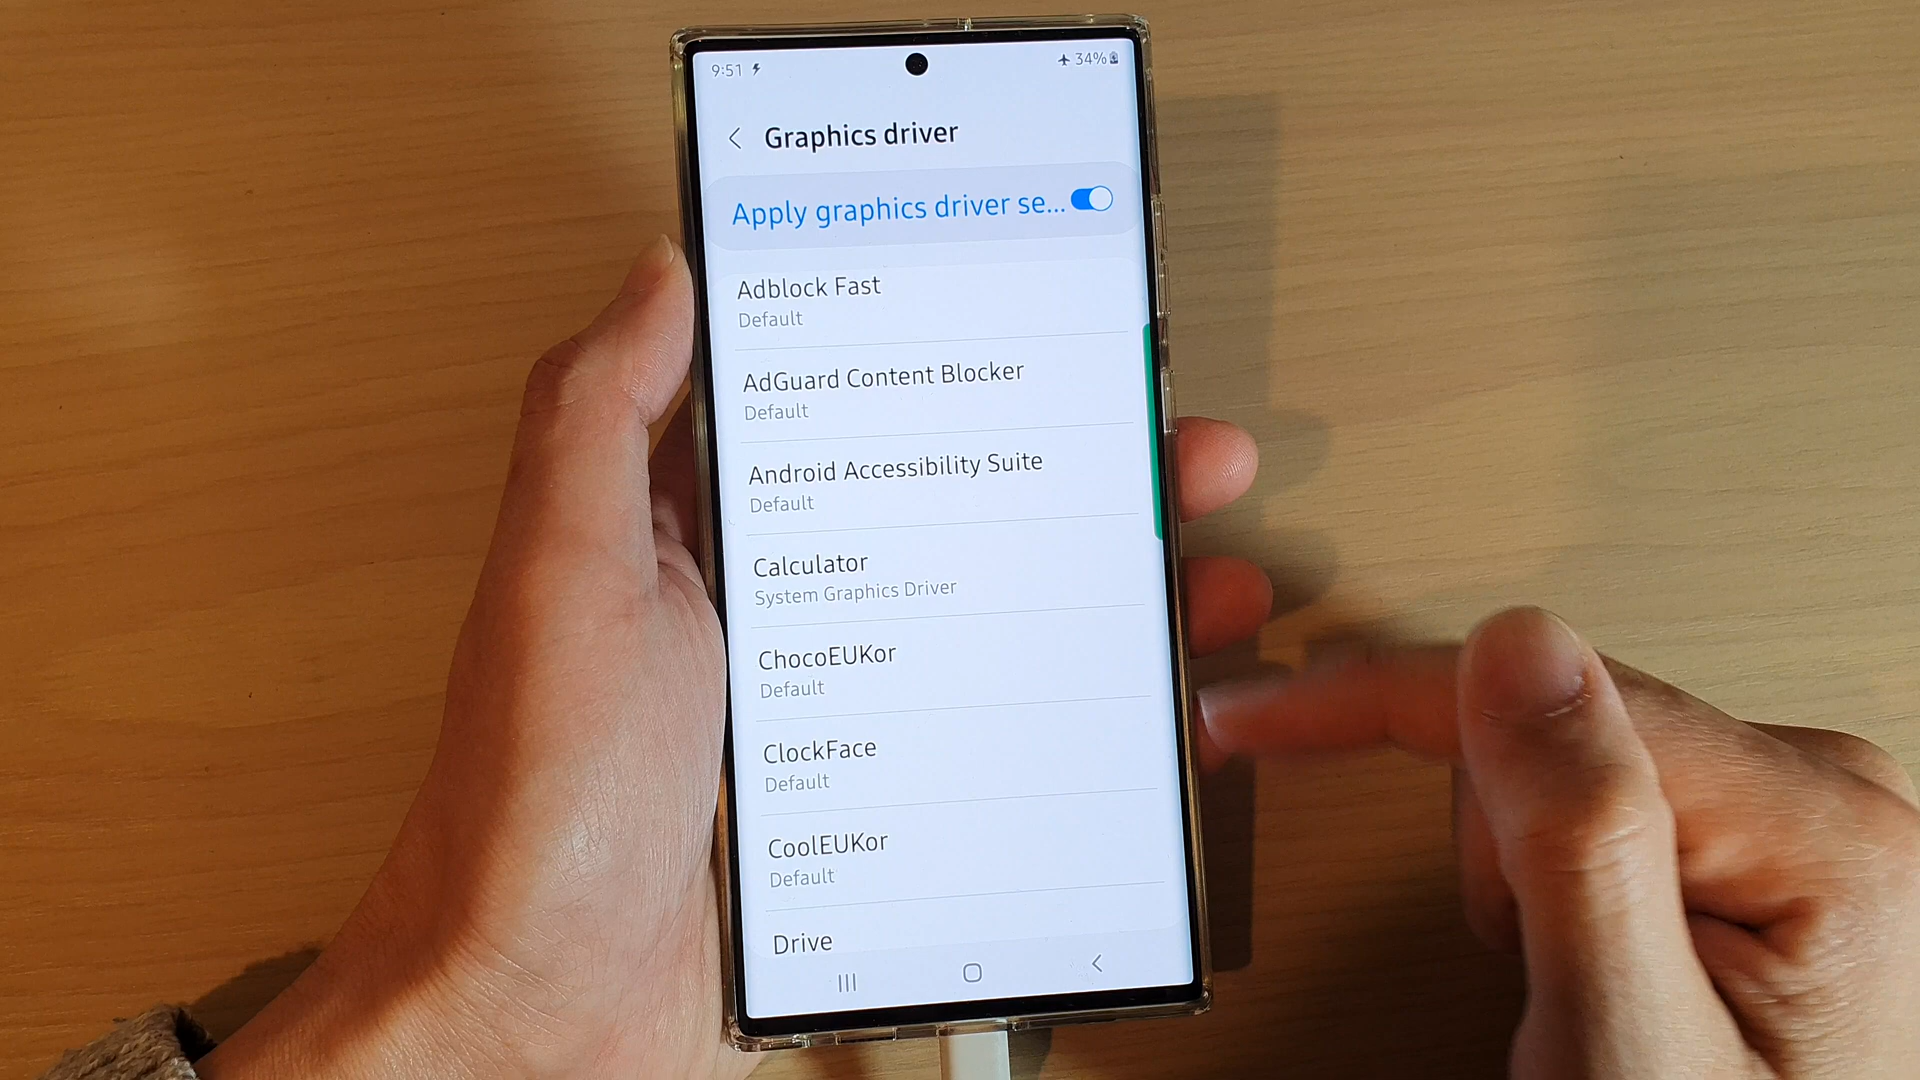 9:51
34%
Graphics driver
Apply graphics driver se...
Adblock Fast
Default
AdGuard Content Blocker
Default
Android Accessibility Suite
Default
Calculator
System Graphics Driver
ChocoEUKor
Default
ClockFace
Default
CoolEUKor
Default
Drive